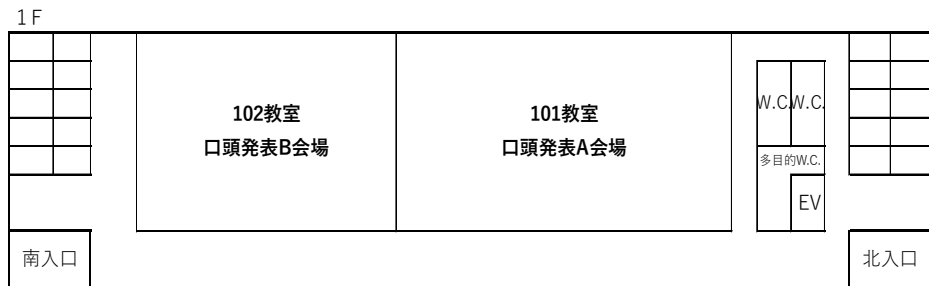 1F
102教室
口頭発表B会場
101教室
口頭発表A会場
W.C.
W.C.
多目的W.C.
EV
南入口
北入口